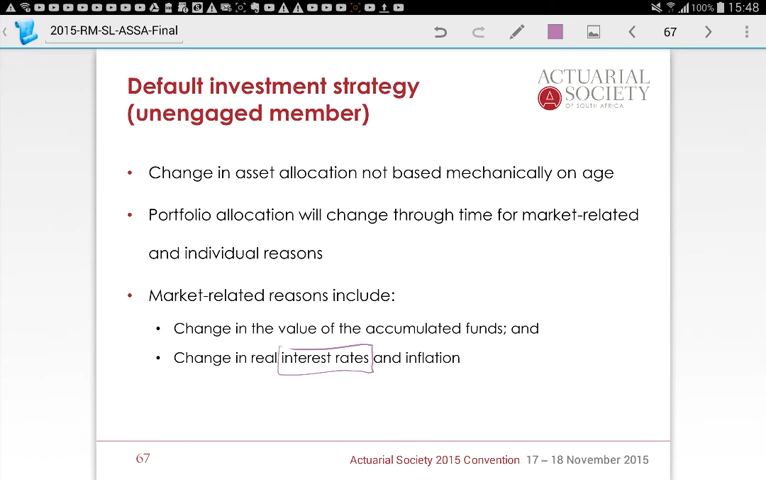 100% 15:48
2015-RM-SL-ASSA-Final
67
Default investment strategy
(unengaged member)
ACTUARIAL
SOCIETY
OF SOUTH AFRICA
• Change in asset allocation not based mechanically on age
• Portfolio allocation will change through time for market-related
and individual reasons
• Market-related reasons include:
• Change in the value of the accumulated funds; and
• Change in real interest rates and inflation
67
Actuarial Society 2015 Convention 17 – 18 November 2015